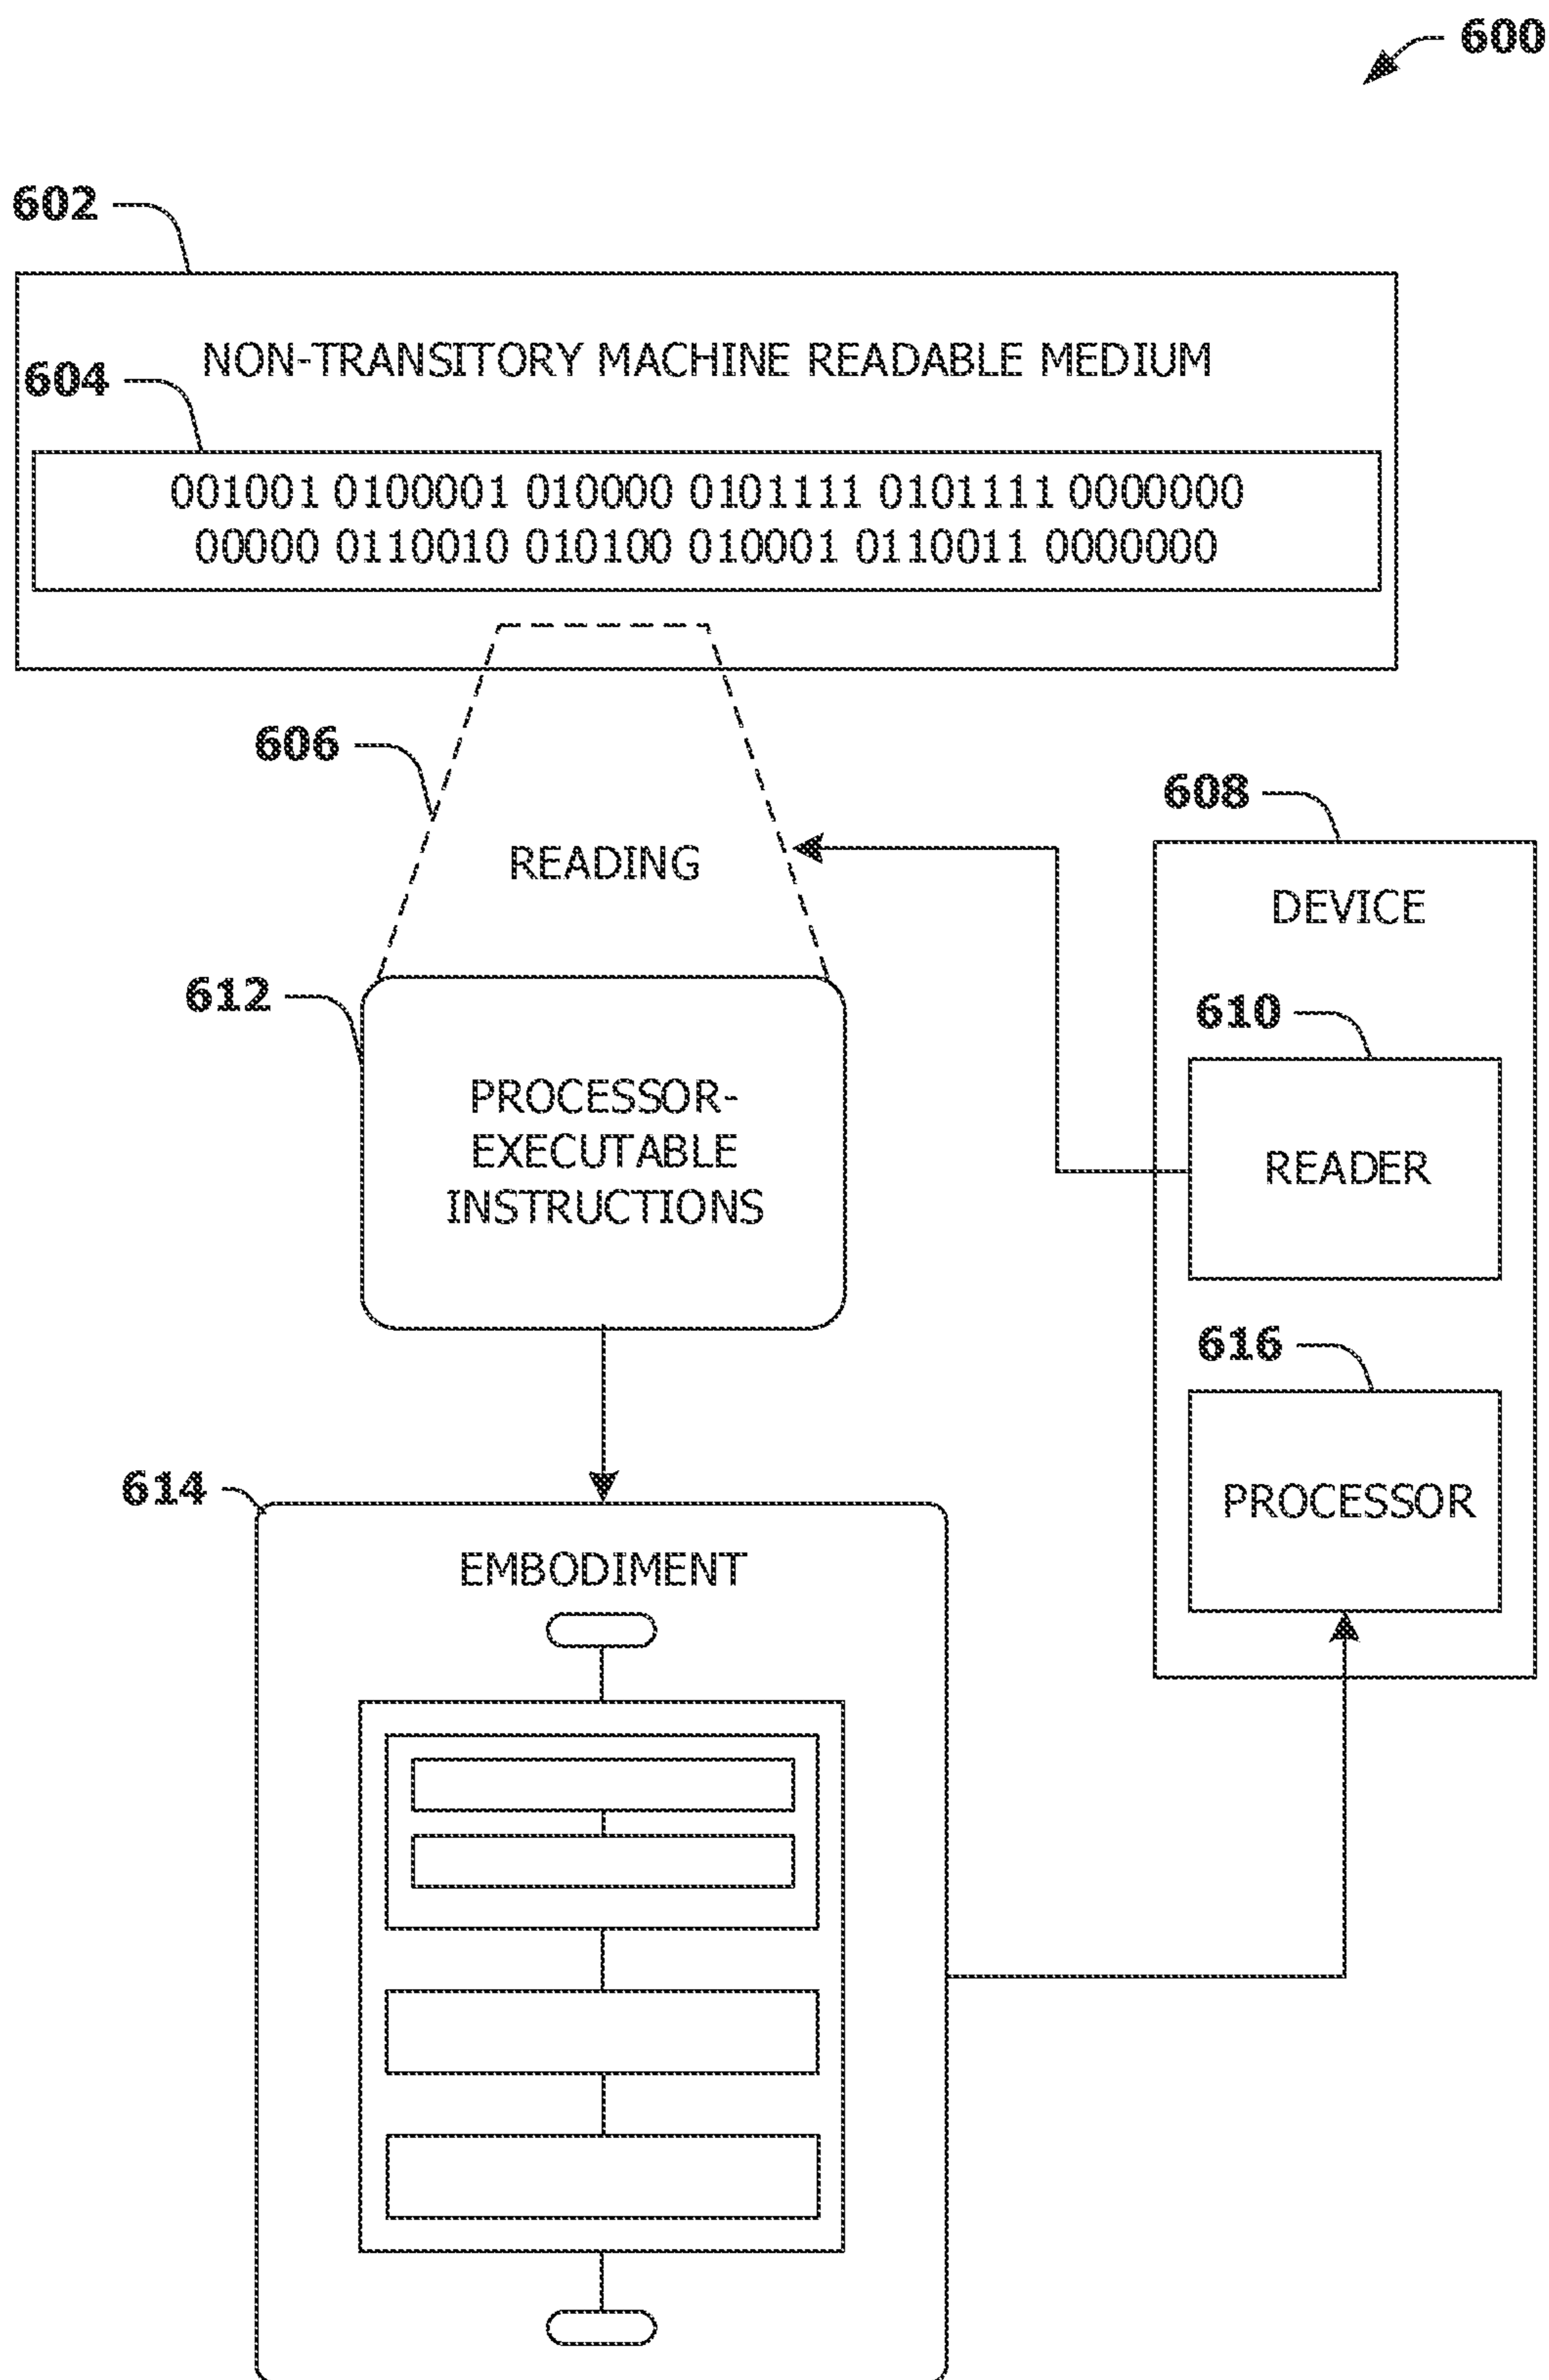 600
602
NON-TRANSITORY MACHINE READABLE MEDIUM
604
001001 0100001 010000 0101111 0101111 0000000
00000 0110010 010100 010001 0110011 0000000
606
READING
608
DEVICE
610
READER
612
PROCESSOR-
EXECUTABLE
INSTRUCTIONS
616
PROCESSOR
614
EMBODIMENT